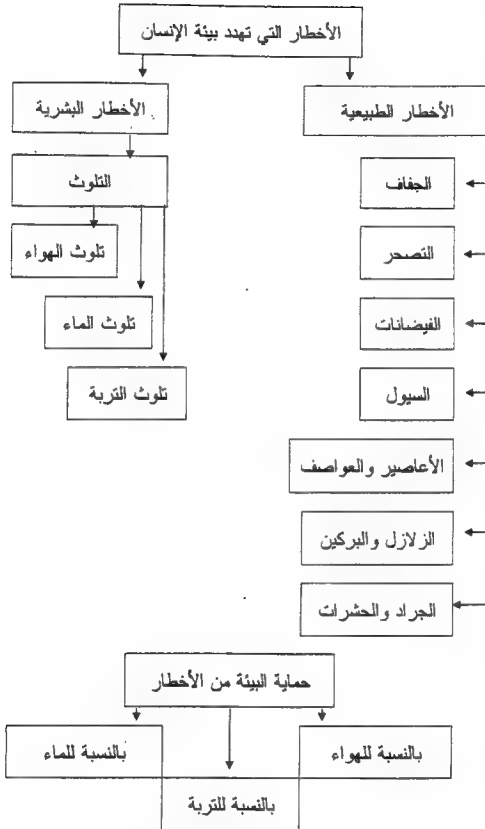 الأخطار التي تهدد بيئة الإنسان
الأخطار الطبيعية
الجفاف
التصحر
الفيضانات
السيول
الأعاصير والعواصف
الزلازل والبركين
الجراد والحشرات
الأخطار البشرية
التلوث
تلوث الهواء
تلوث الماء
تلوث التربة
حماية البيئة من الأخطار
بالنسبة للهواء
بالنسبة للتربة
بالنسبة للماء